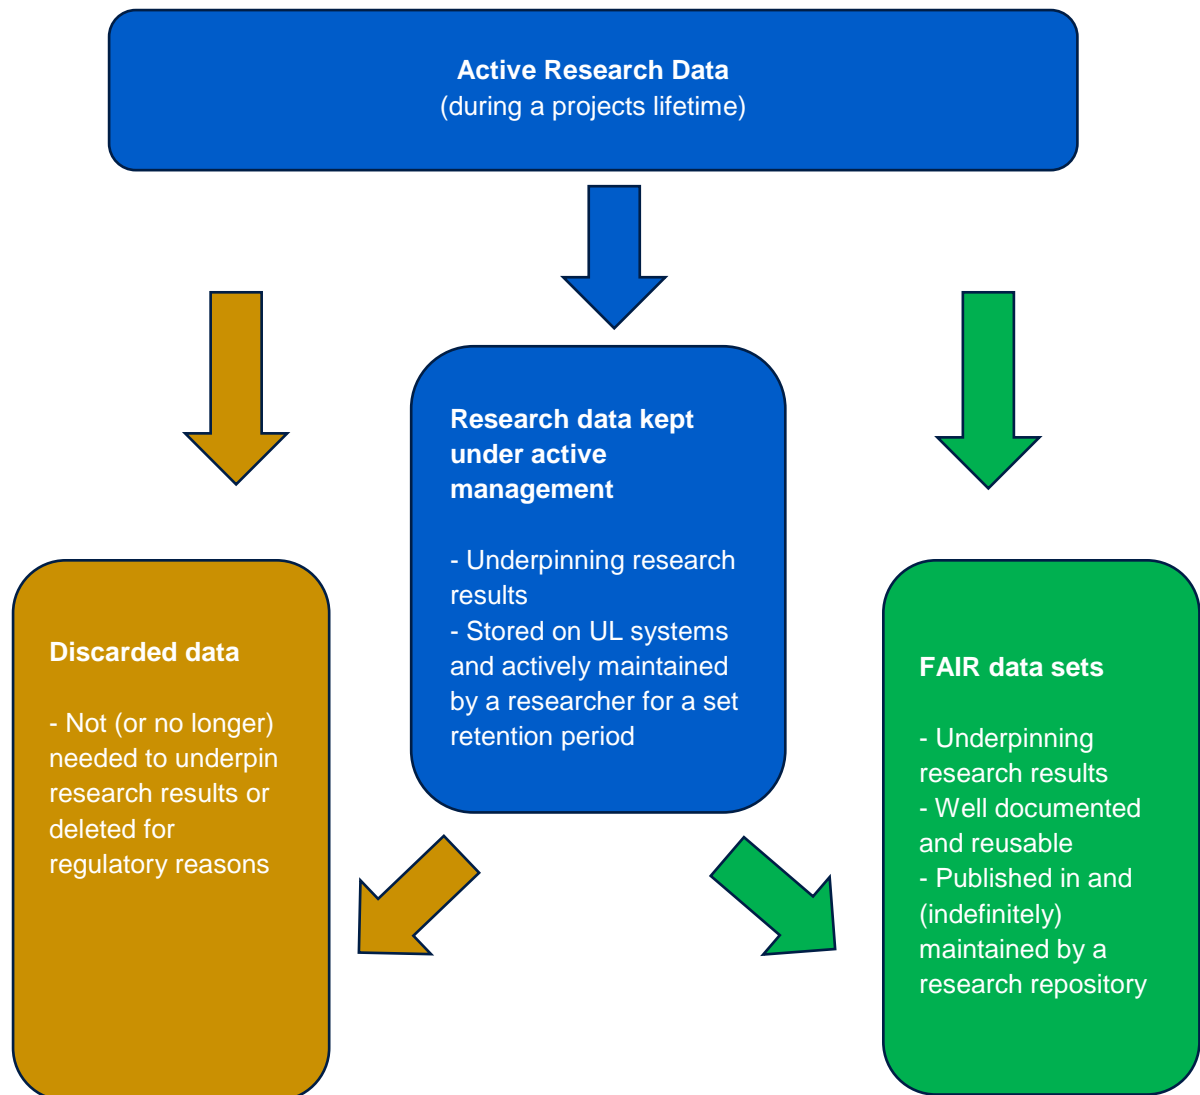 Active Research Data
(during a projects lifetime)
Research data kept
under active
management
- Underpinning research
results
- Stored on UL systems
and actively maintained
by a researcher for a set
retention period
Discarded data
- Not (or no longer)
needed to underpin
research results or
deleted for
regulatory reasons
FAIR data sets
- Underpinning
research results
- Well documented
and reusable
- Published in and
(indefinitely)
maintained by a
research repository